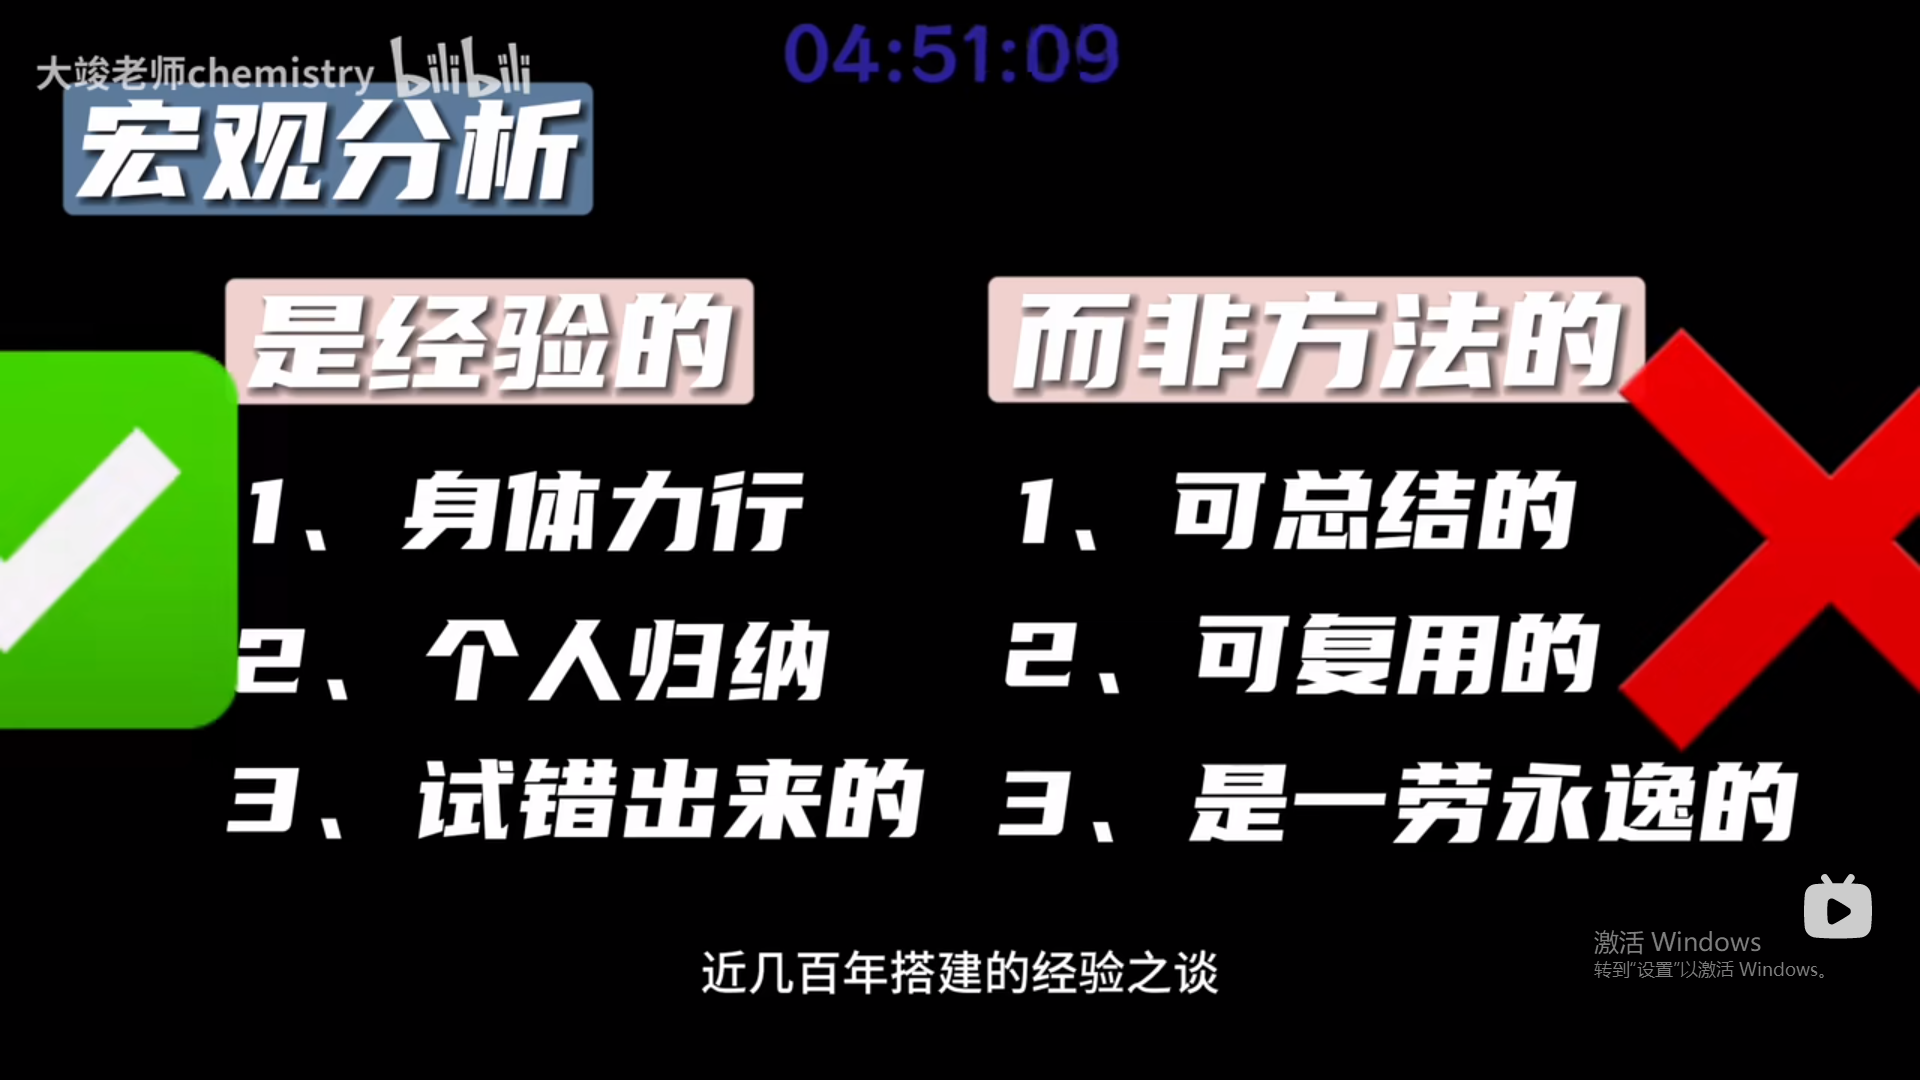 04:51:09
大竣老师chemistry bilibili
宏观分析
是经验的
而非方法的
1、身体力行
1、可总结的
2、个人归纳
2、可复用的
3、试错出来的
3、是一劳永逸的
激活 Windows
转到“设置”以激活 Windows。
近几百年搭建的经验之谈